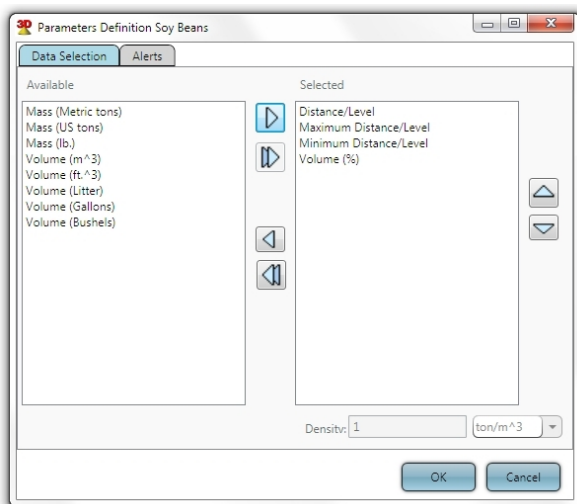 3D Parameters Definition Soy Beans
Data Selection Alerts
Available Selected
Mass (Metric tons)
Mass (US tons)
Mass (lb.)
Volume (m^3)
Volume (ft.^3)
Volume (Litter)
Volume (Gallons)
Volume (Bushels)
Distance/Level
Maximum Distance/Level
Minimum Distance/Level
Volume (%)
Density: 1 ton/m^3
OK Cancel